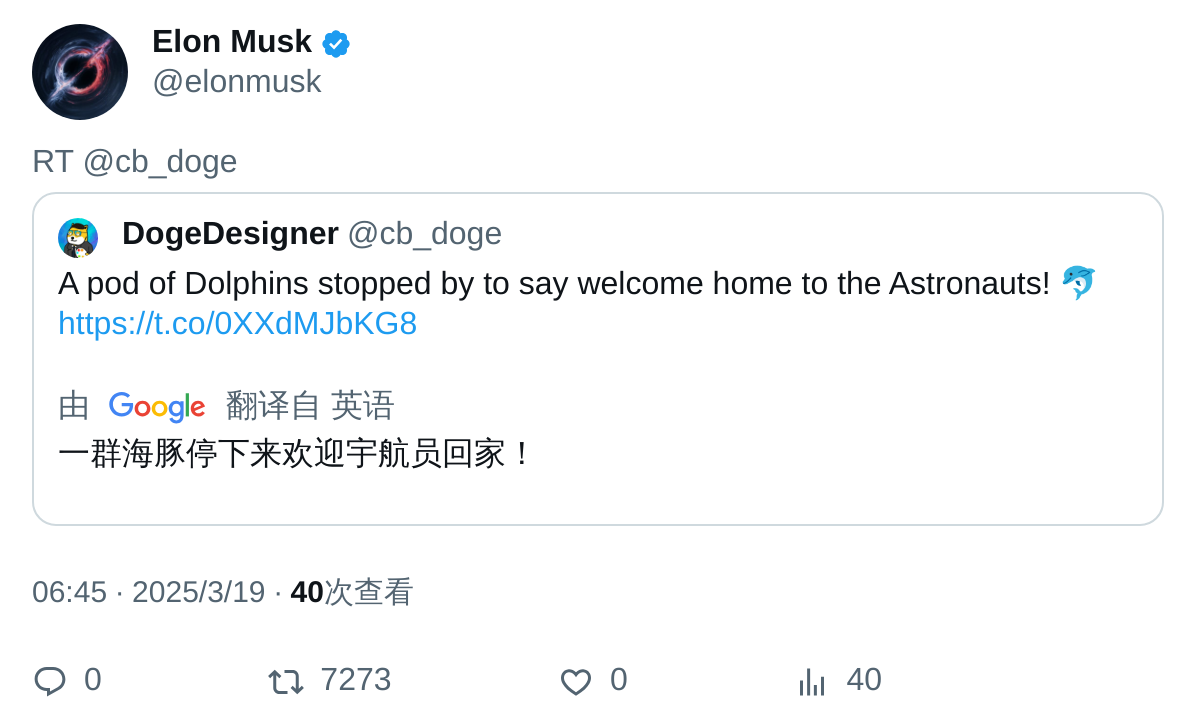 Elon Musk
@elonmusk
RT @cb_doge
DogeDesigner @cb_doge
A pod of Dolphins stopped by to say welcome home to the Astronauts! 🐬
https://t.co/0XXdMJbKG8
由 Google 翻译自 英语
一群海豚停下来欢迎宇航员回家！
06:45 · 2025/3/19 · 40次查看
0 7273 0 40